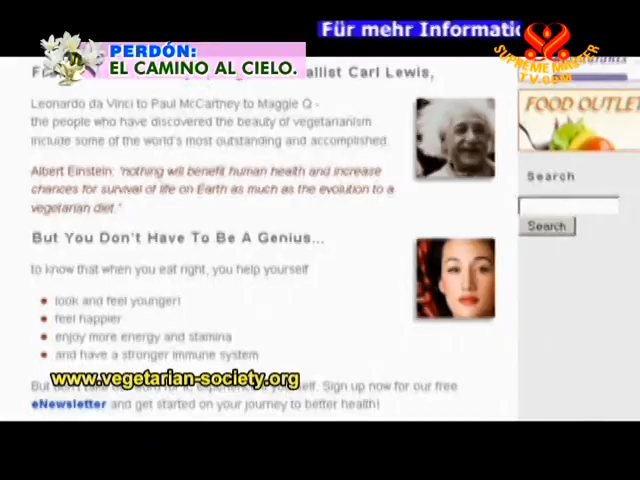 Für mehr Informatio
PERDÓN:
EL CAMINO AL CIELO.
SUPREME MASTER
TV.COM
allist Carl Lewis,
Leonardo da Vinci to Paul McCartney to Maggie Q -
the people who have discovered the beauty of vegetarianism
include some of the world's most outstanding and accomplished.
FOOD OUTLET
Albert Einstein: "nothing will benefit human health and increase
chances for survival of life on Earth as much as the evolution to a
vegetarian diet."
Search
Search
But You Don't Have To Be A Genius...
to know that when you eat right, you help yourself
look and feel younger!
feel happier
enjoy more energy and stamina
and have a stronger immune system
www.vegetarian-society.org
But don't take Sign up now for our free
eNewsletter and get started on your journey to better health!